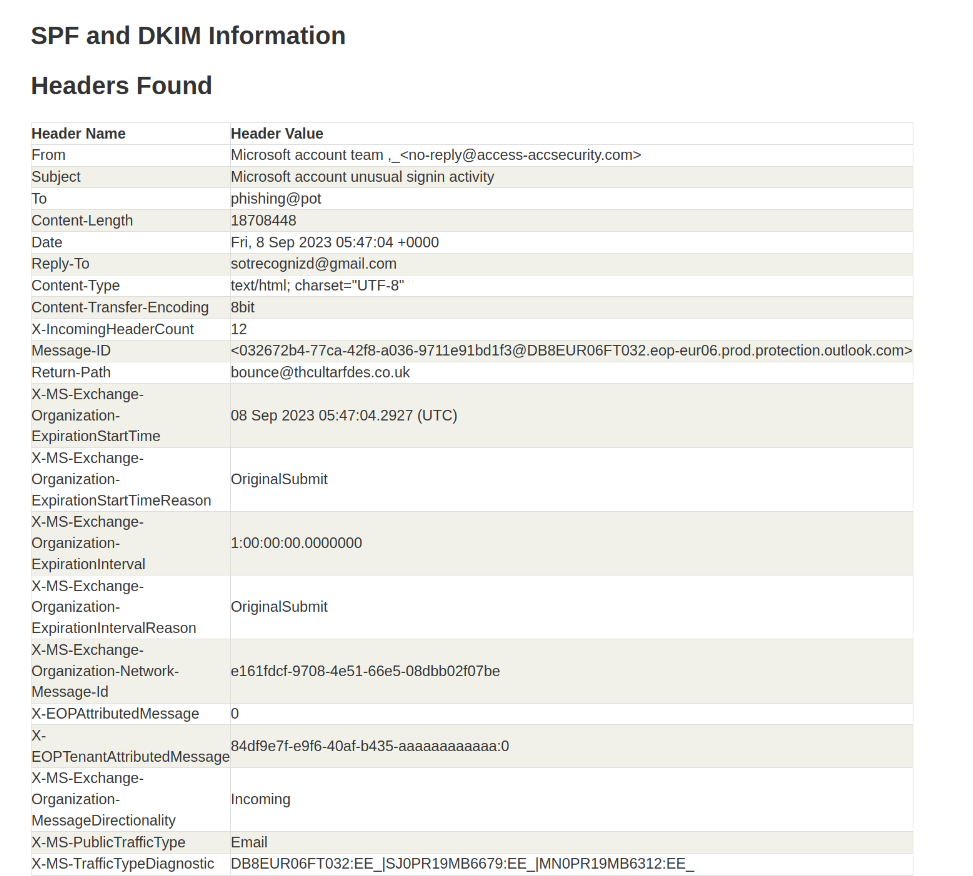 SPF and DKIM Information
Headers Found
Header Name Header Value
From Microsoft account team ,_<no-reply@access-accsecurity.com>
Subject Microsoft account unusual signin activity
To phishing@pot
Content-Length 18708448
Date Fri, 8 Sep 2023 05:47:04 +0000
Reply-To sotrecognizd@gmail.com
Content-Type text/html; charset="UTF-8"
Content-Transfer-Encoding 8bit
X-IncomingHeaderCount 12
Message-ID <032672b4-77ca-42f8-a036-9711e91bd1f3@DB8EUR06FT032.eop-eur06.prod.protection.outlook.com>
Return-Path bounce@thcultarfdes.co.uk
X-MS-Exchange-
Organization-
ExpirationStartTime
08 Sep 2023 05:47:04.2927 (UTC)
X-MS-Exchange-
Organization-
ExpirationStartTimeReason
OriginalSubmit
X-MS-Exchange-
Organization-
ExpirationInterval
1:00:00:00.0000000
X-MS-Exchange-
Organization-
ExpirationIntervalReason
OriginalSubmit
X-MS-Exchange-
Organization-Network-
Message-Id
e161fdcf-9708-4e51-66e5-08dbb02f07be
X-EOPAttributedMessage 0
X-
EOPTenantAttributedMessage
84df9e7f-e9f6-40af-b435-aaaaaaaaaaaa:0
X-MS-Exchange-
Organization-
MessageDirectionality
Incoming
X-MS-PublicTrafficType Email
X-MS-TrafficTypeDiagnostic DB8EUR06FT032:EE_|SJ0PR19MB6679:EE_|MN0PR19MB6312:EE_